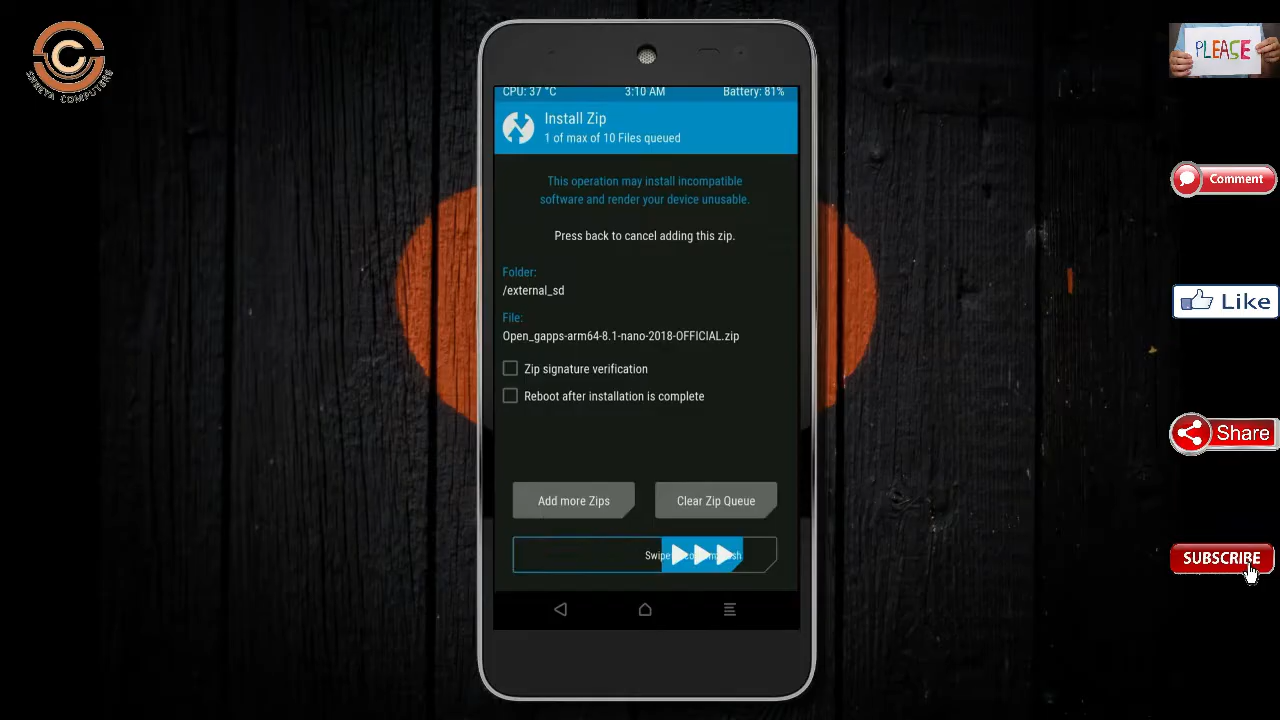 SHREYA COMPUTERS
PLEASE
CPU: 37 °C
3:10 AM
Battery: 81%
Install Zip
1 of max of 10 Files queued
This operation may install incompatible
software and render your device unusable.
Press back to cancel adding this zip.
Folder:
/external_sd
File:
Open_gapps-arm64-8.1-nano-2018-OFFICIAL.zip
Zip signature verification
Reboot after installation is complete
Add more Zips
Clear Zip Queue
Comment
Like
Share
SUBSCRIBE